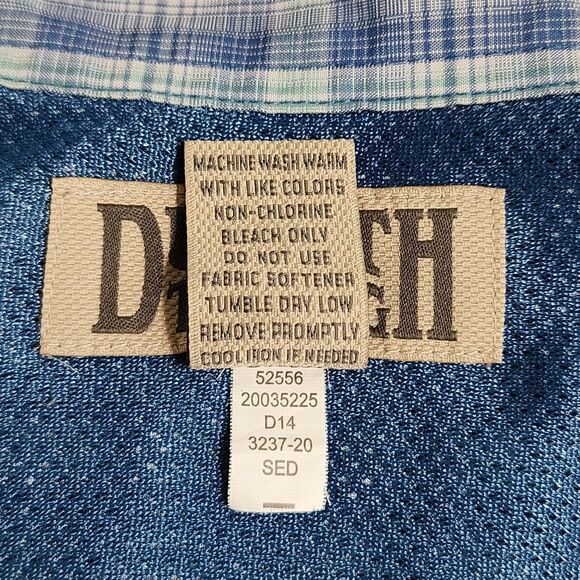 MACHINE WASH WARM
WITH LIKE COLORS
NON-CHLORINE
BLEACH ONLY
DO NOT USE
FABRIC SOFTENER
TUMBLE DRY LOW
REMOVE PROMPTLY
COOL IRON IF NEEDED
D TH
52556
20035225
D14
3237-20
SED